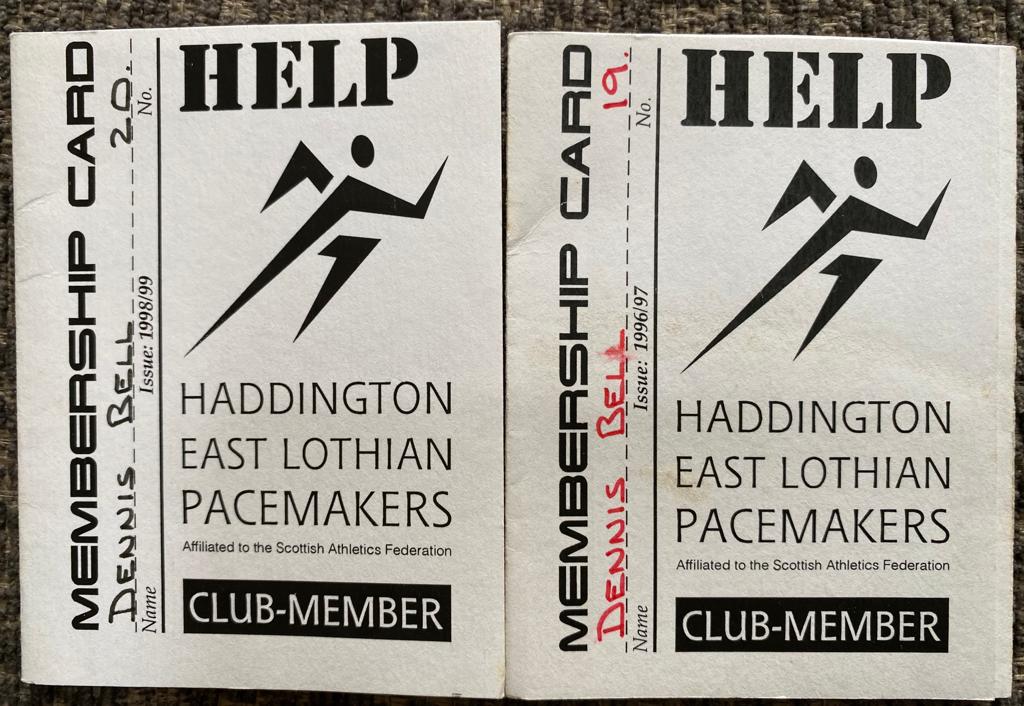 MEMBERSHIP CARD
DENNIS BELL 20.
Name Issue: 1998/99 No.
HELP
HADDINGTON
EAST LOTHIAN
PACEMAKERS
Affiliated to the Scottish Athletics Federation
CLUB-MEMBER
MEMBERSHIP CARD
DENNIS BELL 19.
Name Issue: 1996/97 No.
HELP
HADDINGTON
EAST LOTHIAN
PACEMAKERS
Affiliated to the Scottish Athletics Federation
CLUB-MEMBER